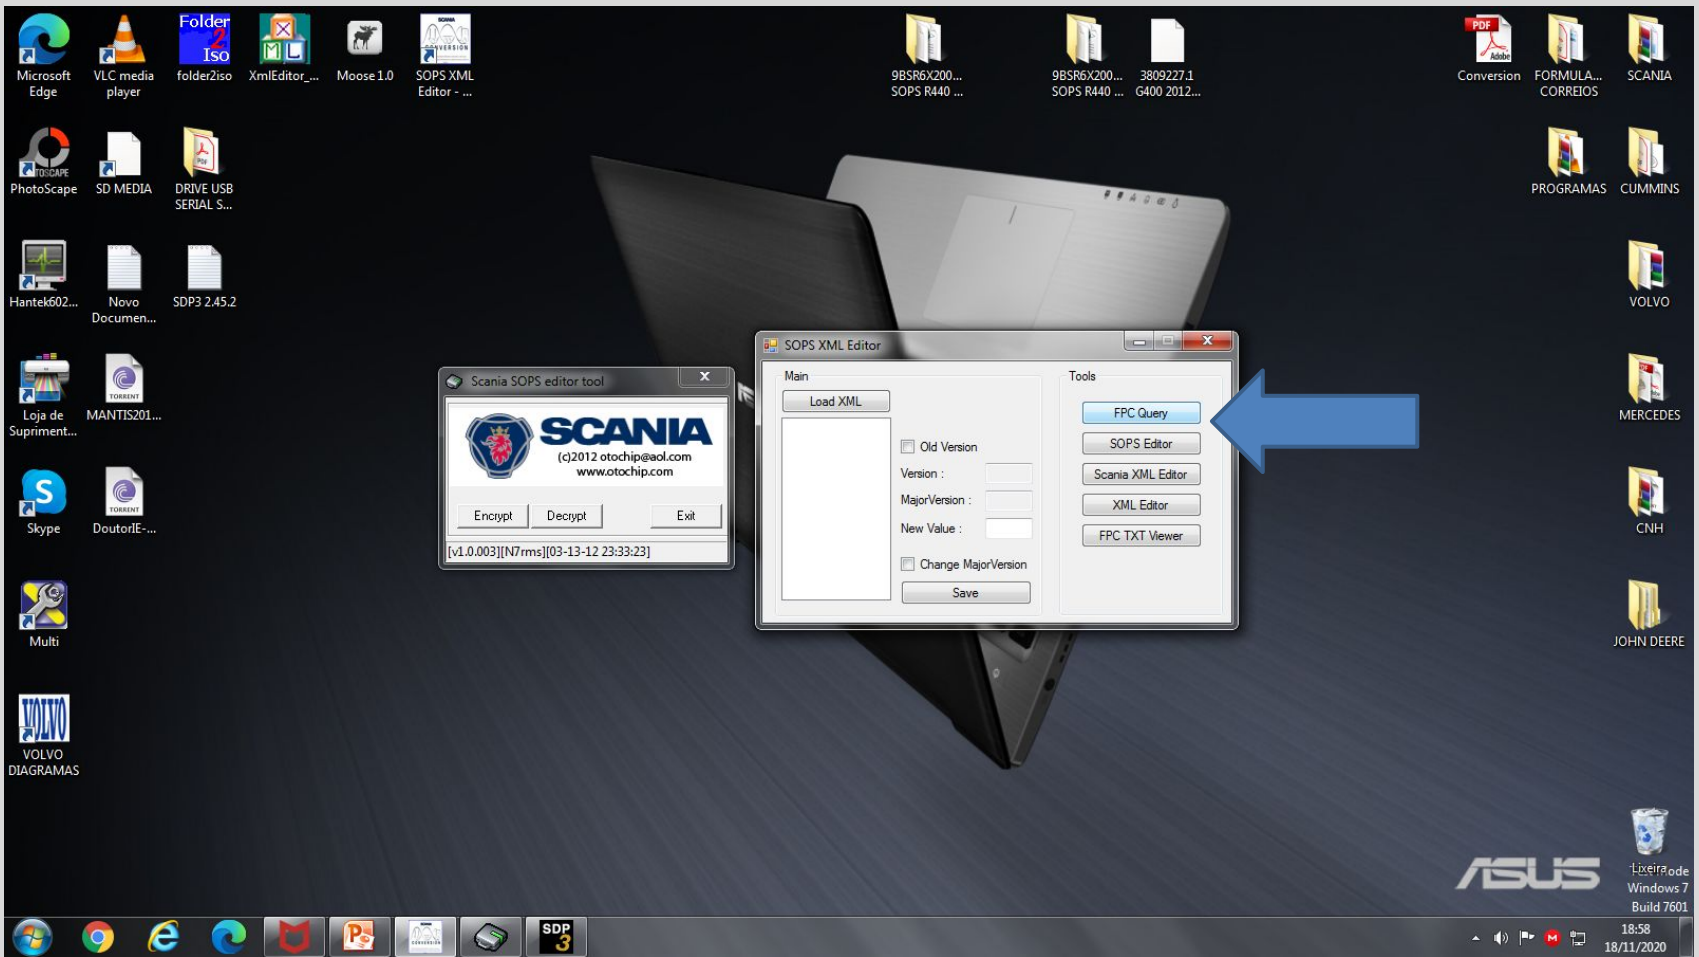 Folder
2
Iso
X
M L
SCANIA
CONVERSION
PDF
Adobe
Microsoft
Edge
VLC media
player
folder2iso
XmlEditor_...
Moose1.0
SOPS XML
Editor - ...
9BSR6X200...
SOPS R440 ...
9BSR6X200...
SOPS R440 ...
3809227.1
G400 2012...
Conversion
FORMULA...
CORREIOS
SCANIA
PhotoScape
SD MEDIA
DRIVE USB
SERIAL S...
PROGRAMAS
CUMMINS
Hantek602...
Novo
Documen...
SDP3 2.45.2
VOLVO
TORRENT
Loja de
Supriment...
MANTIS201...
MERCEDES
TORRENT
Skype
DoutorIE-...
CNH
Multi
JOHN DEERE
VOLVO
VOLVO
DIAGRAMAS
Scania SOPS editor tool
SCANIA
(c)2012 otochip@aol.com
www.otochip.com
Encrypt
Decrypt
Exit
[v1.0.003][N7rms][03-13-12 23:33:23]
SOPS XML Editor
Main
Load XML
Old Version
Version :
MajorVersion :
New Value :
Change MajorVersion
Save
Tools
FPC Query
SOPS Editor
Scania XML Editor
XML Editor
FPC TXT Viewer
ASUS
Lixeira
Windows 7
Build 7601
SDP
3
18:58
18/11/2020